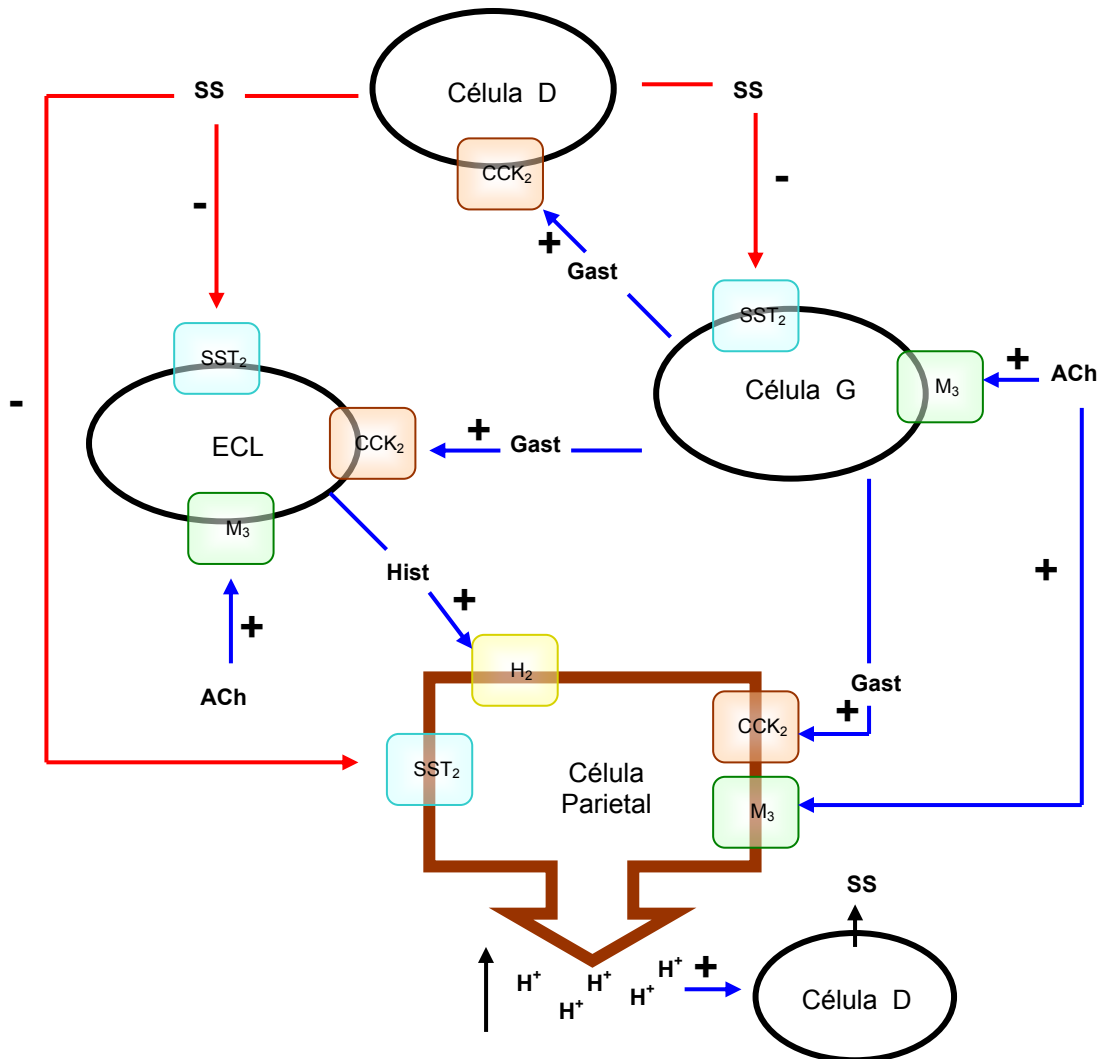 SS
Célula D
SS
CCK₂
-
-
+
Gast
SST₂
SST₂
Célula G
M₃
+
ACh
-
ECL
CCK₂
+
Gast
M₃
Hist
+
+
+
ACh
H₂
Gast
CCK₂
+
SST₂
Célula
Parietal
M₃
SS
H⁺
H⁺
H⁺
H⁺
H⁺
+
Célula D